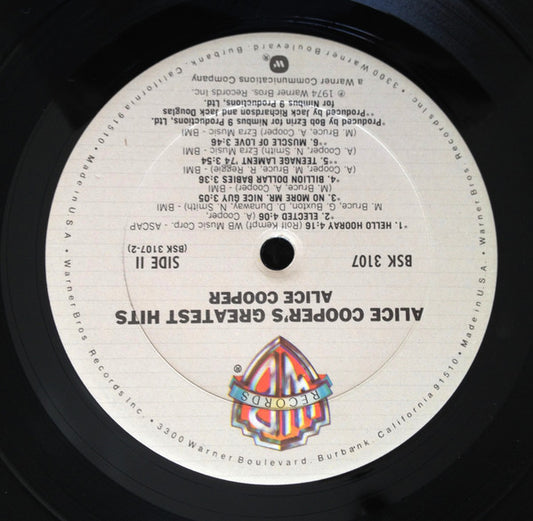 RECORDS
®
ALICE COOPER'S GREATEST HITS
ALICE COOPER
BSK 3107
SIDE II
(BSK 3107-2)
*1. HELLO HOORAY 4:16 (Rolf Kempf) WB Music Corp. - ASCAP
*2. ELECTED 4:06 (A. Cooper,
M. Bruce, G. Buxton, D. Dunaway, N. Smith) - BMI
*3. NO MORE MR. NICE GUY 3:05
(M. Bruce, A. Cooper) - BMI
*4. BILLION DOLLAR BABIES 3:36
(A. Cooper, M. Bruce, R. Reggie) - BMI
**5. TEENAGE LAMENT '74 3:54
(A. Cooper, N. Smith) Ezra Music - BMI
**6. MUSCLE OF LOVE 3:46
(M. Bruce, A. Cooper) Ezra Music - BMI
*Produced by Bob Ezrin for Nimbus 9 Productions, Ltd.
**Produced by Jack Richardson and Jack Douglas
for Nimbus 9 Productions, Ltd.
℗ 1974 Warner Bros. Records Inc.
a Warner Communications Company
W
Warner Bros. Records Inc. • 3300 Warner Boulevard, Burbank, California 91510 • Made in U.S.A. • Warner Bros. Records Inc. • 3300 Warner Boulevard, Burbank, California 91510 • Made in U.S.A. •